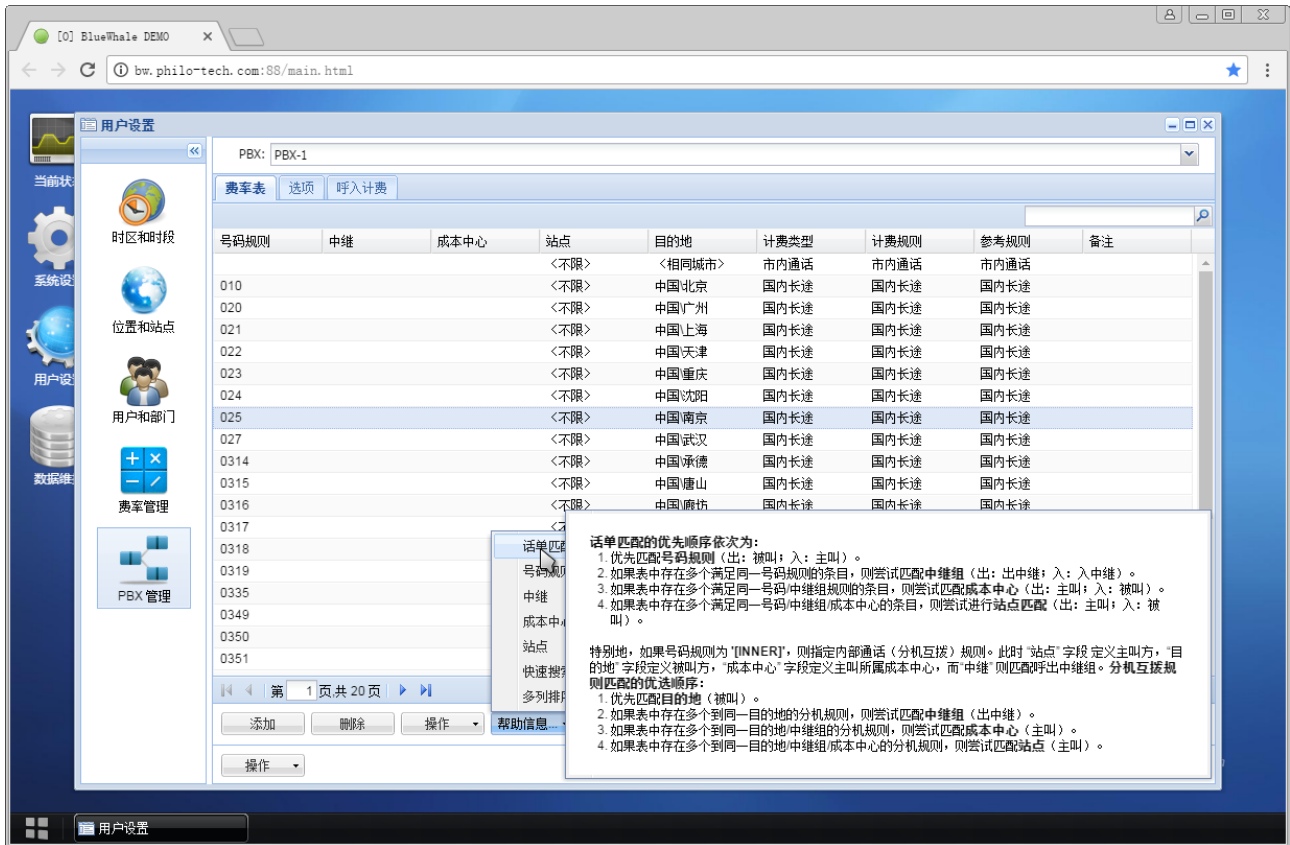 [O] BlueWhale DEMO
bw.philo-tech.com:88/main.html
用户设置
PBX: PBX-1
当前状
系统设
用户设
数据维
时区和时段
位置和站点
用户和部门
费率管理
PBX 管理
费率表 选项 呼入计费
号码规则 中继 成本中心 站点 目的地 计费类型 计费规则 参考规则 备注
<不限> <相同城市> 市内通话 市内通话 市内通话
010 <不限> 中国\北京 国内长途 国内长途 国内长途
020 <不限> 中国\广州 国内长途 国内长途 国内长途
021 <不限> 中国\上海 国内长途 国内长途 国内长途
022 <不限> 中国\天津 国内长途 国内长途 国内长途
023 <不限> 中国\重庆 国内长途 国内长途 国内长途
024 <不限> 中国\沈阳 国内长途 国内长途 国内长途
025 <不限> 中国\南京 国内长途 国内长途 国内长途
027 <不限> 中国\武汉 国内长途 国内长途 国内长途
0314 <不限> 中国\承德 国内长途 国内长途 国内长途
0315 <不限> 中国\唐山 国内长途 国内长途 国内长途
0316 <不限> 中国\廊坊 国内长途 国内长途 国内长途
0317
0318
0319
0335
0349
0350
0351
话单匹配
号码规则
中继
成本中心
站点
快速搜
多列排
话单匹配的优先顺序依次为:
1. 优先匹配号码规则(出:被叫;入:主叫)。
2. 如果表中存在多个满足同一号码规则的条目,则尝试匹配中继组(出:出中继;入:入中继)。
3. 如果表中存在多个满足同一号码/中继组规则的条目,则尝试匹配成本中心(出:主叫;入:被叫)。
4. 如果表中存在多个满足同一号码/中继组/成本中心的条目,则尝试进行站点匹配(出:主叫;入:被
叫)。
特别地,如果号码规则为 "[INNER]",则指定内部通话(分机互拨)规则。此时 "站点" 字段 定义主叫方,"目
的地" 字段定义被叫方,"成本中心" 字段定义主叫所属成本中心,而"中继" 则匹配呼出中继组。分机互拨规
则匹配的优选顺序:
1. 优先匹配目的地(被叫)。
2. 如果表中存在多个到同一目的地的分机规则,则尝试匹配中继组(出中继)。
3. 如果表中存在多个到同一目的地/中继组的分机规则,则尝试匹配成本中心(主叫)。
4. 如果表中存在多个到同一目的地/中继组/成本中心的分机规则,则尝试匹配站点(主叫)。
第 1 页,共 20 页
添加 删除 操作 帮助信息...
操作
用户设置